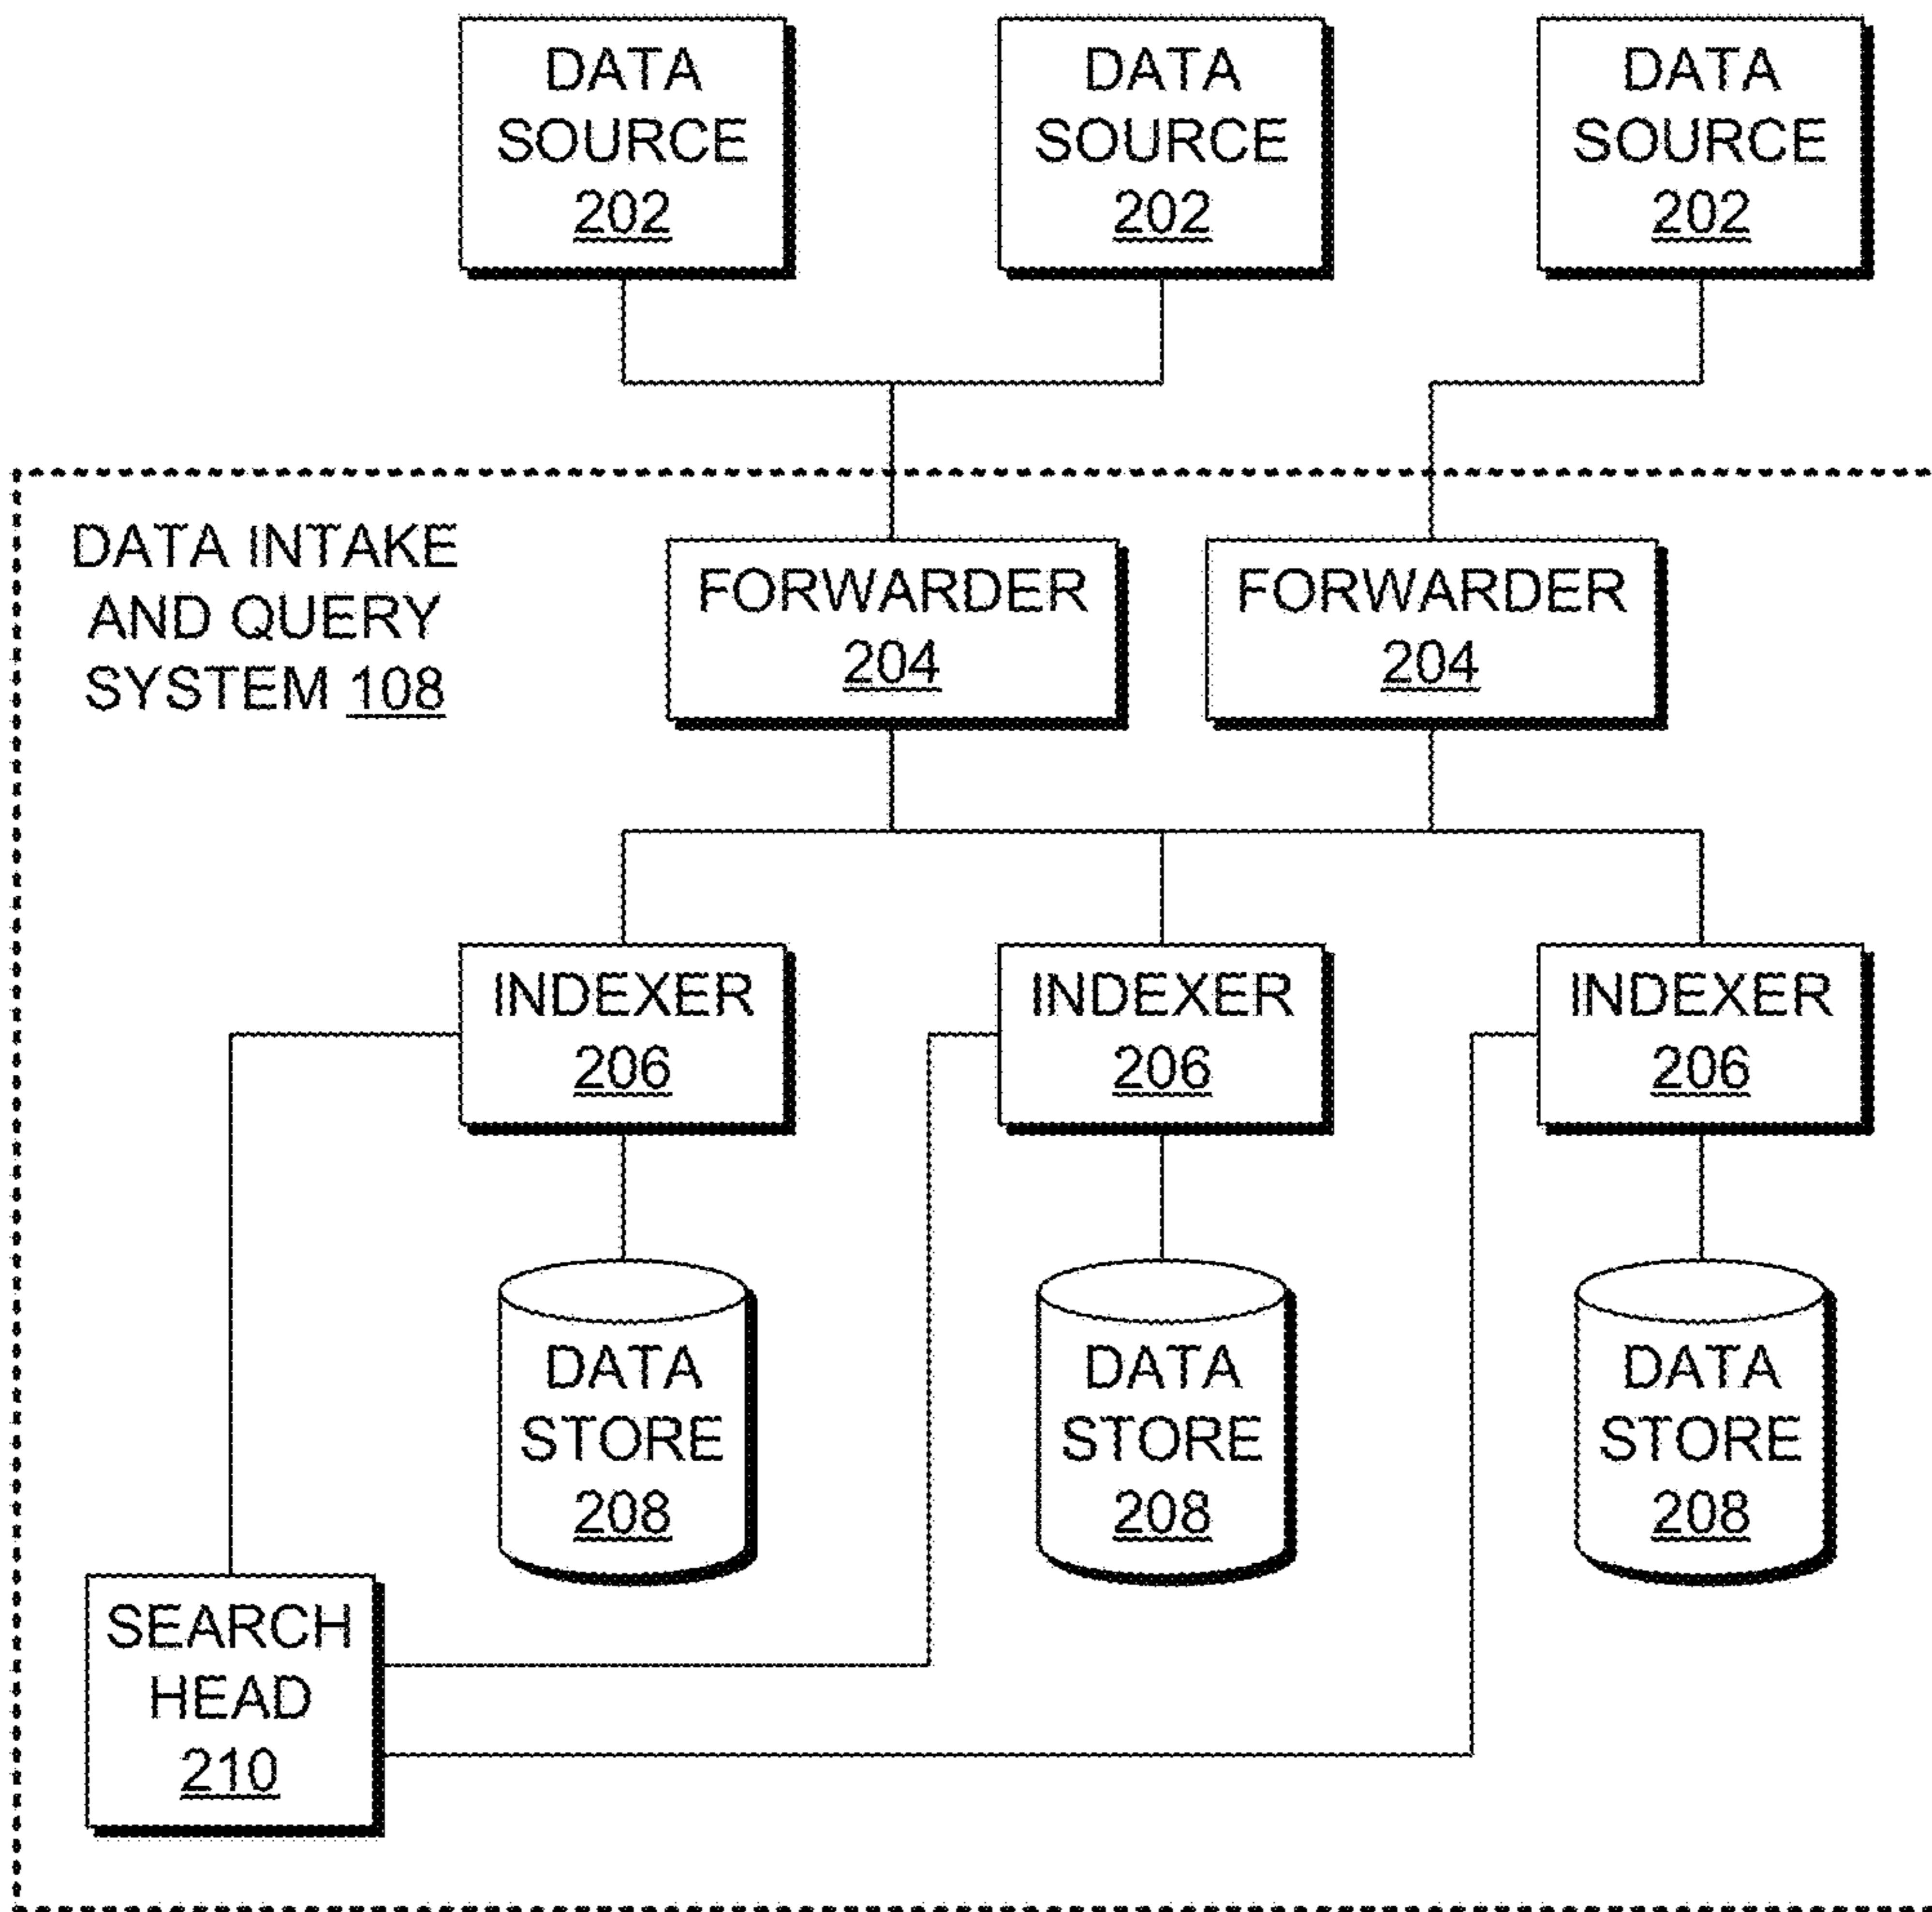 DATA
SOURCE
202
DATA
SOURCE
202
DATA
SOURCE
202
DATA INTAKE
AND QUERY
SYSTEM 108
FORWARDER
204
FORWARDER
204
INDEXER
206
INDEXER
206
INDEXER
206
DATA
STORE
208
DATA
STORE
208
DATA
STORE
208
SEARCH
HEAD
210